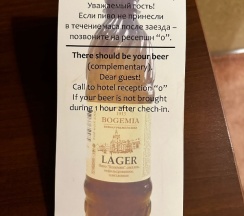 Уважаемый гость!
Если пиво не принесли
в течение часа после заезда –
позвоните на ресепшн "0".
There should be your beer
(complementary).
Dear guest!
Call to hotel reception "0"
If your beer is not brought
during 1 hour after chech-in.
BOGEMIA
LAGER